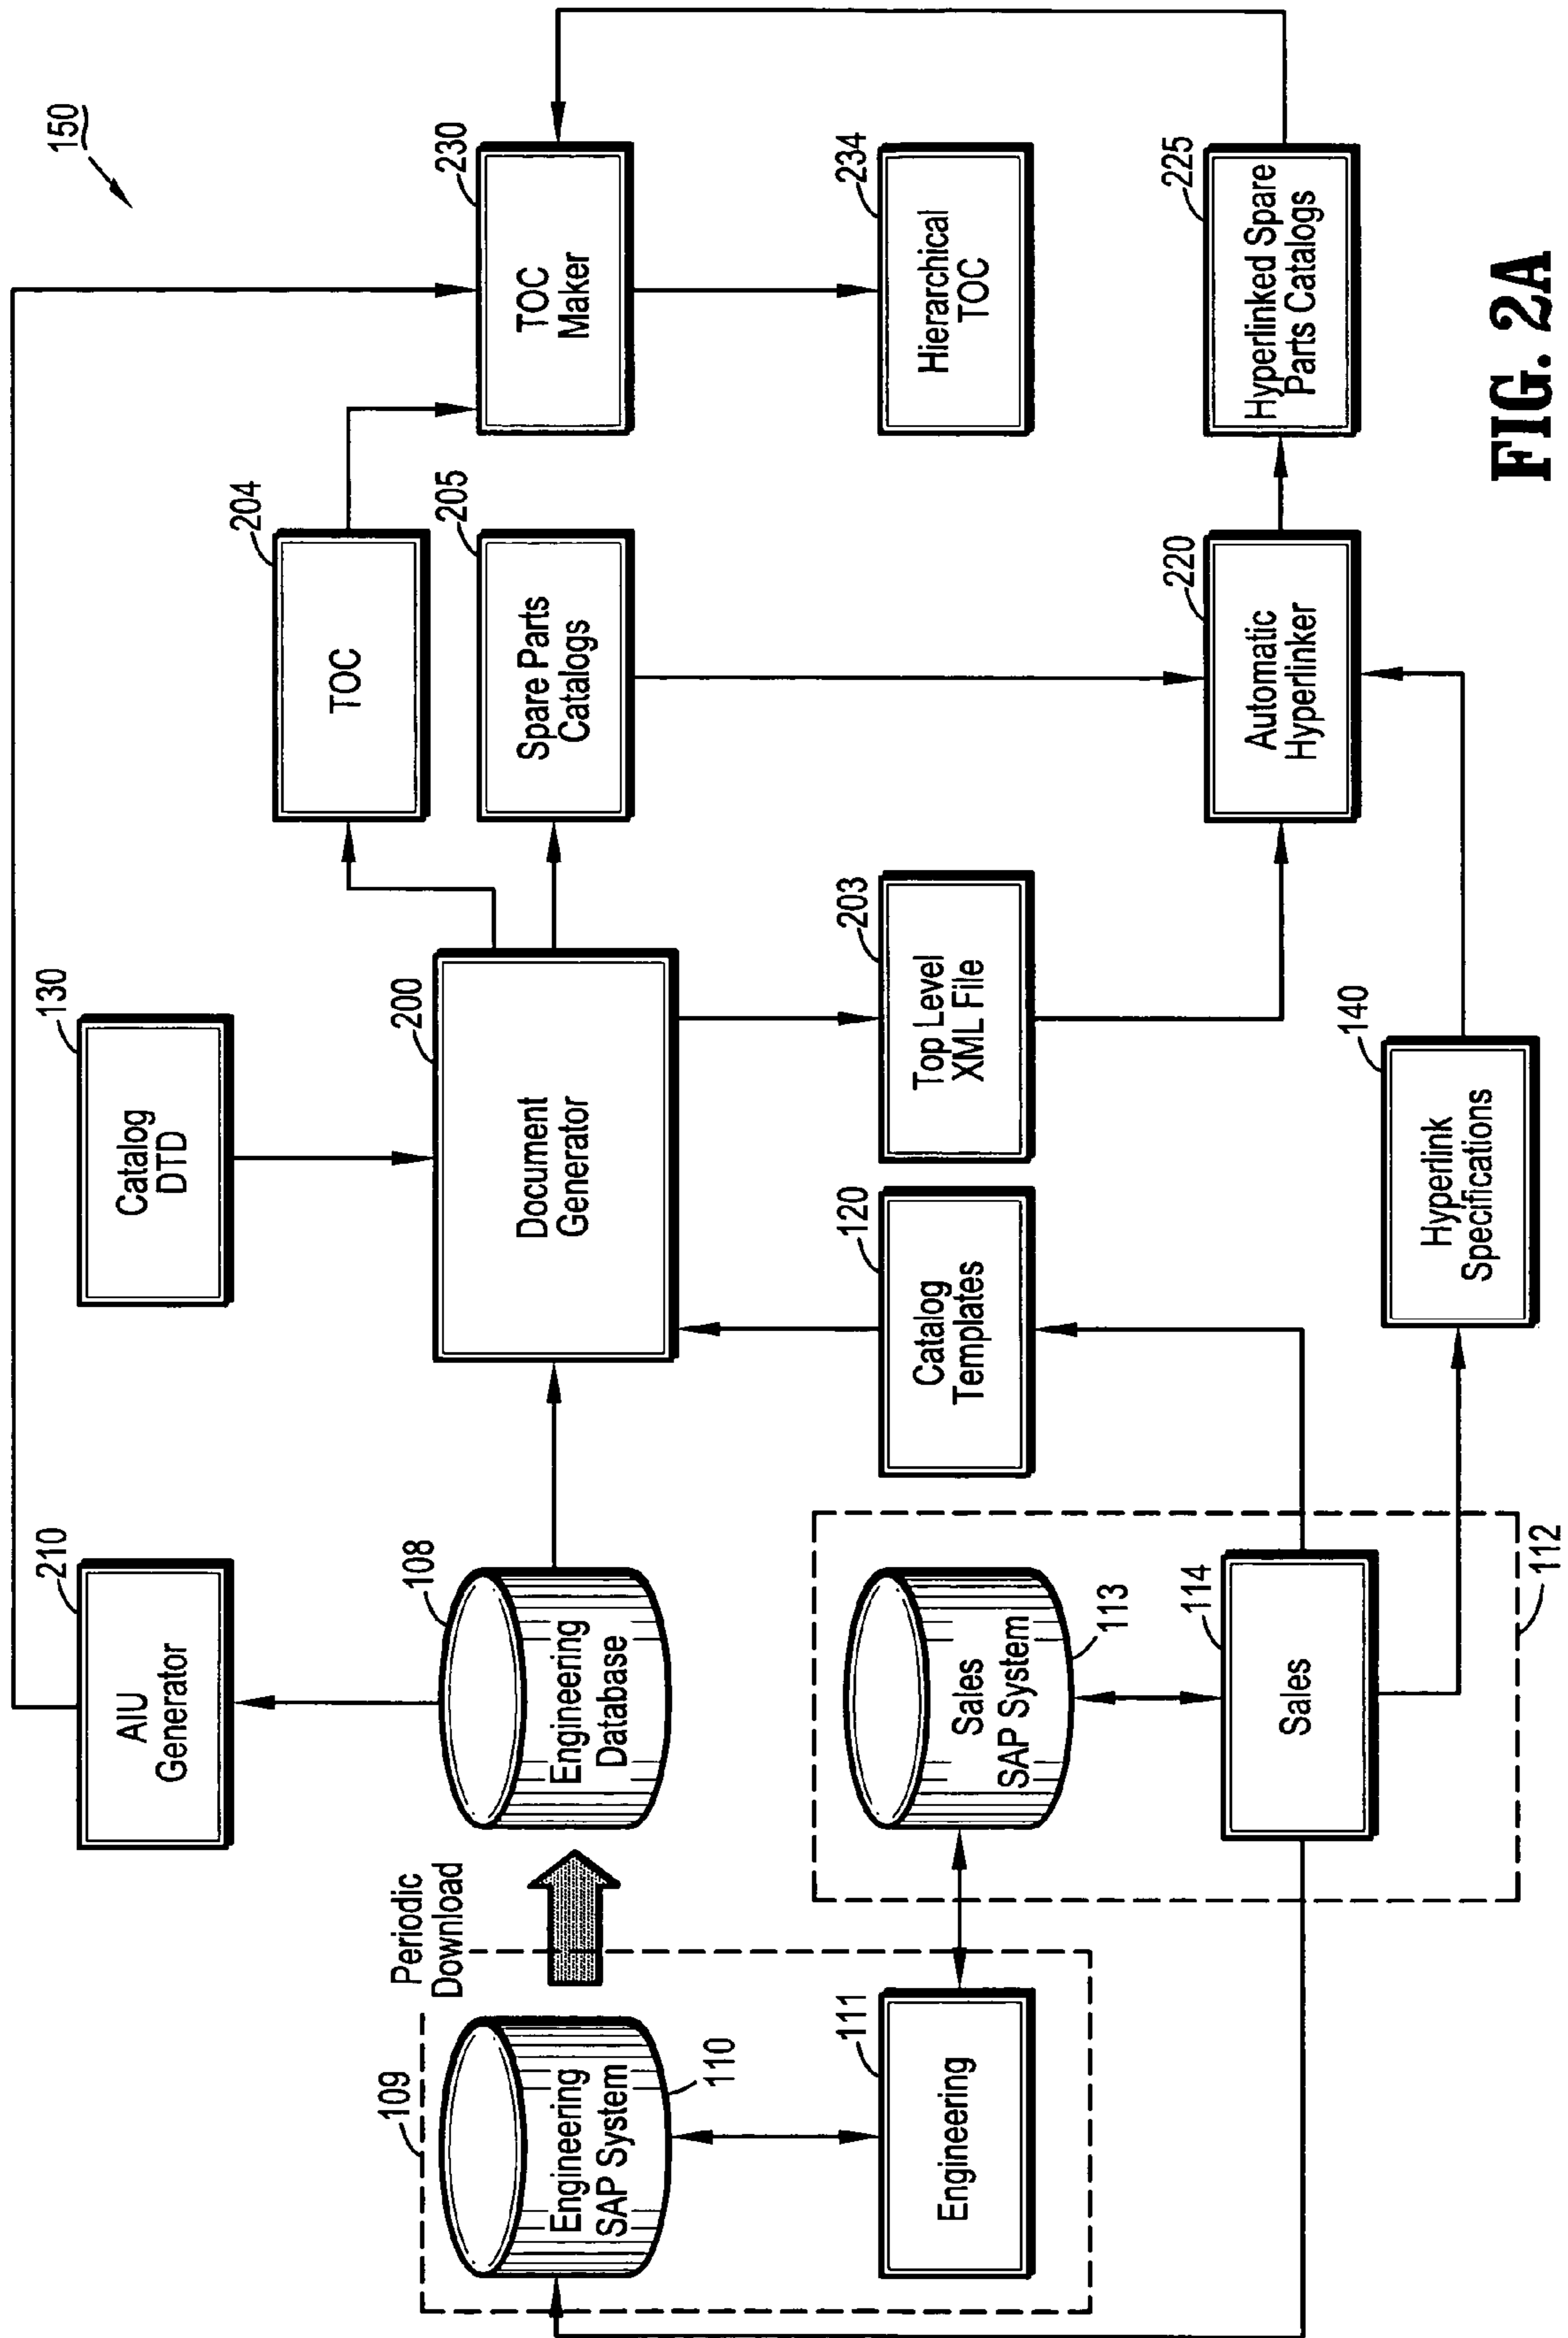 150
210
AIU
Generator
130
Catalog
DTD
204
TOC
230
TOC
Maker
109
Engineering
SAP System
110
Periodic
Download
108
Engineering
Database
200
Document
Generator
205
Spare Parts
Catalogs
234
Hierarchical
TOC
111
Engineering
Sales
SAP System
113
120
Catalog
Templates
203
Top Level
XML File
114
Sales
112
140
Hyperlink
Specifications
220
Automatic
Hyperlinker
225
Hyperlinked Spare
Parts Catalogs
FIG. 2A